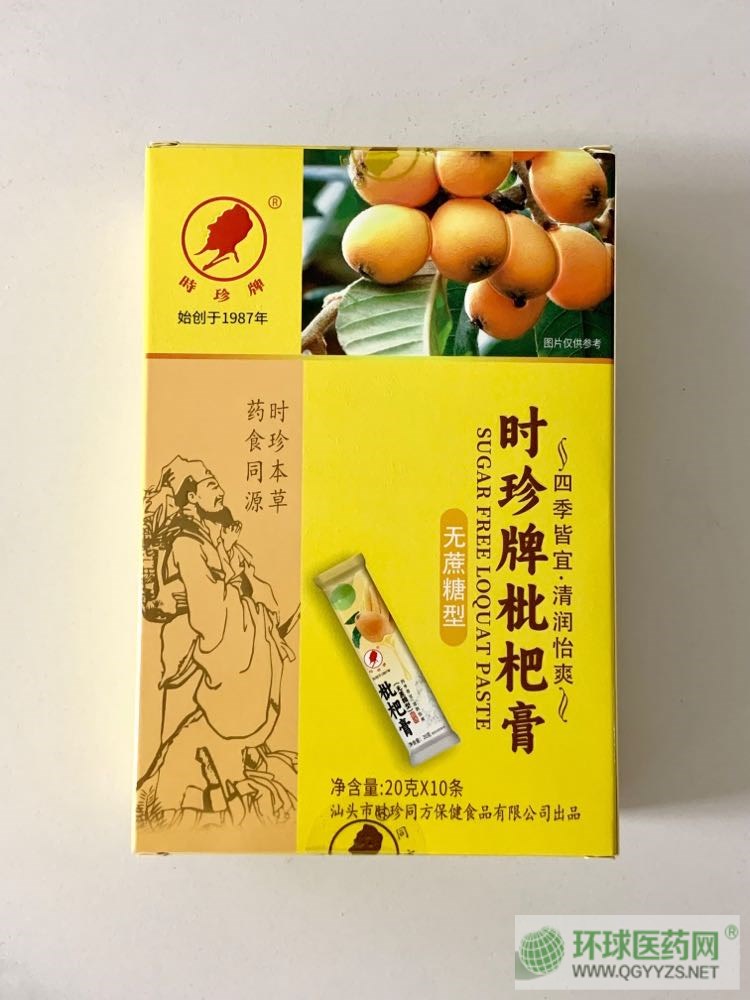 ®
時珍牌
始创于1987年
图片仅供参考
时珍本草
药食同源
~四季皆宜·清润怡爽~
时珍牌枇杷膏
SUGAR FREE LOQUAT PASTE
无蔗糖型
枇杷膏
净含量:20克X10条
汕头市时珍同方保健食品有限公司出品
同
环球医药网®
WWW.QGYYZS.NET